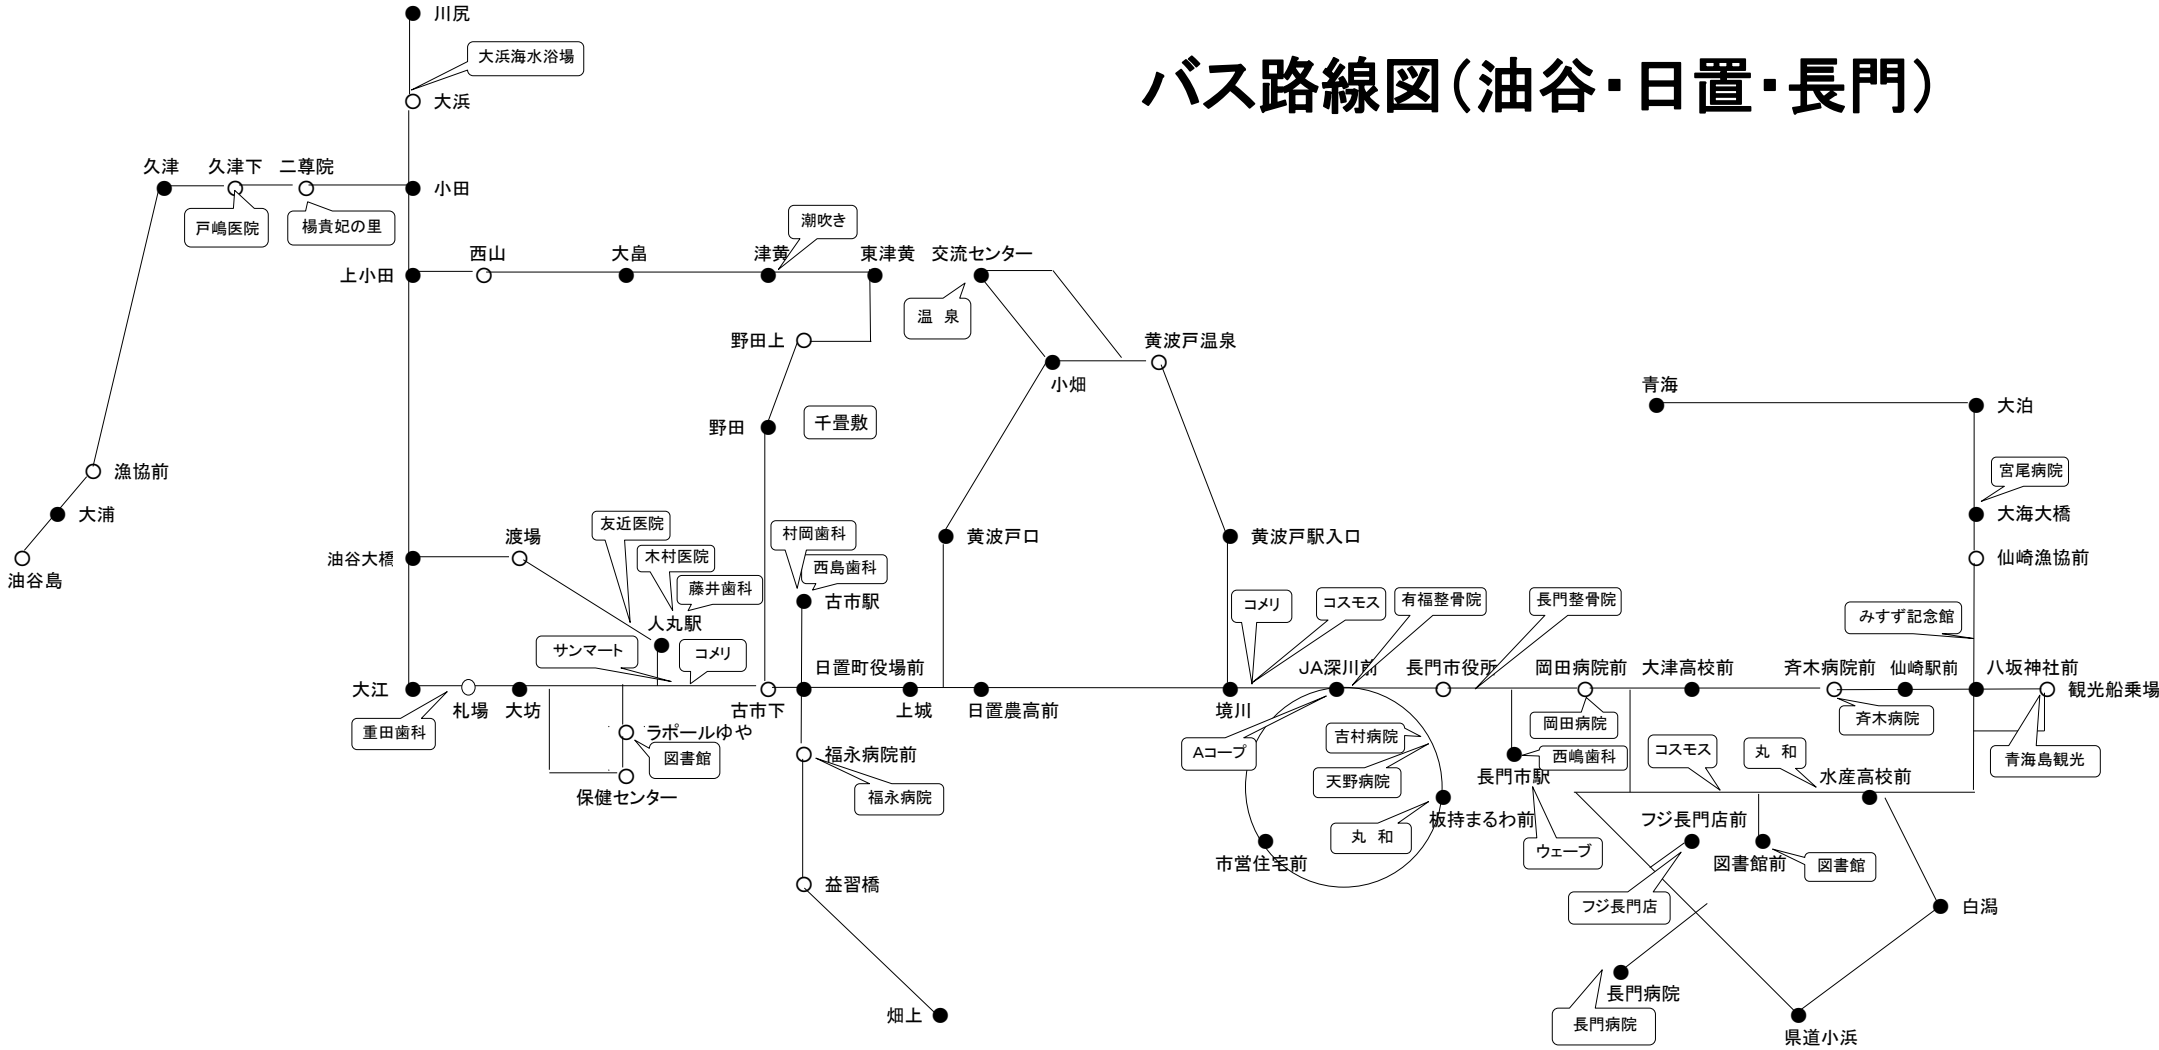 川尻
大浜海水浴場
バス路線図(油谷・日置・長門)
大浜
久津
久津下
二尊院
小田
戸嶋医院
楊貴妃の里
潮吹き
上小田
西山
大畠
津黄
東津黄
交流センター
温 泉
野田上
黄波戸温泉
小畑
青海
大泊
野田
千畳敷
漁協前
宮尾病院
大浦
大海大橋
油谷島
油谷大橋
渡場
友近医院
木村医院
藤井歯科
村岡歯科
西島歯科
黄波戸口
黄波戸駅入口
仙崎漁協前
古市駅
人丸駅
コメリ
コスモス
有福整骨院
長門整骨院
みすず記念館
サンマート
コメリ
大江
札場
大坊
古市下
日置町役場前
上城
日置農高前
境川
JA深川前
長門市役所
岡田病院前
大津高校前
斉木病院前
仙崎駅前
八坂神社前
観光船乗場
重田歯科
ラポールゆや
図書館
保健センター
福永病院前
福永病院
Aコープ
吉村病院
天野病院
岡田病院
西嶋歯科
長門市駅
斉木病院
コスモス
丸 和
青海島観光
水産高校前
板持まるわ前
丸 和
市営住宅前
ウェーブ
フジ長門店前
図書館前
図書館
フジ長門店
益習橋
白潟
長門病院
長門病院
畑上
県道小浜